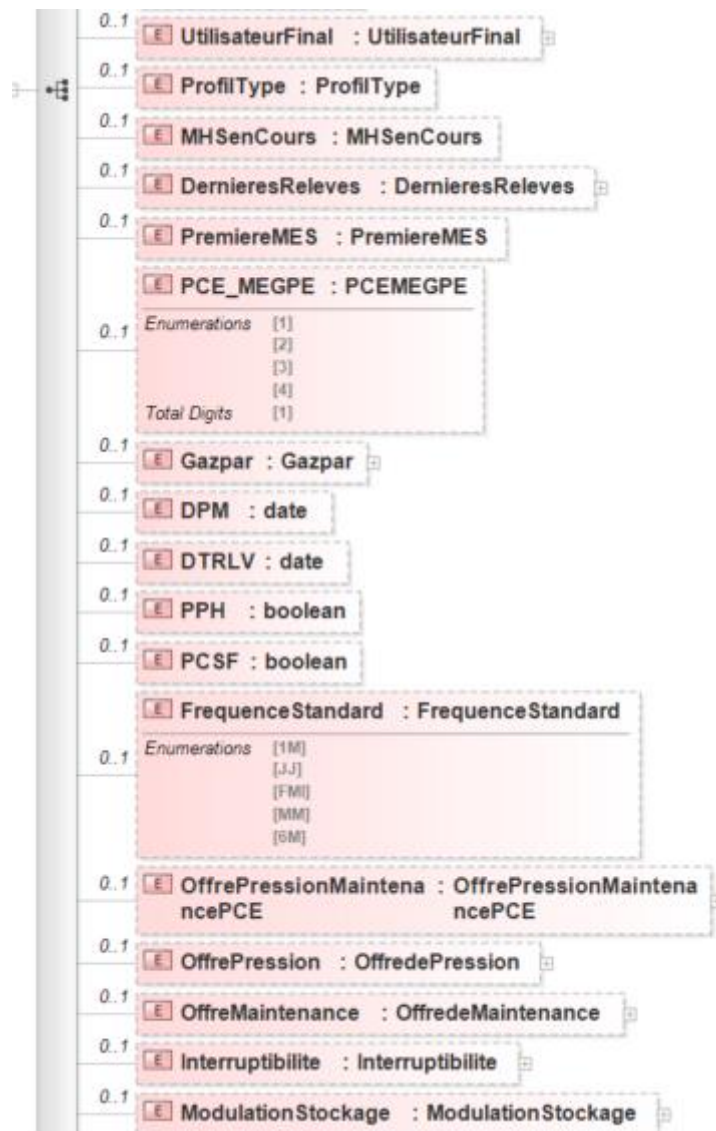 0..1
E UtilisateurFinal : UtilisateurFinal
0..1
E ProfilType : ProfilType
0..1
E MHSenCours : MHSenCours
0..1
E DernieresReleves : DernieresReleves
0..1
E PremiereMES : PremiereMES
E PCE_MEGPE : PCEMEGPE
0..1
Enumerations [1]
[2]
[3]
[4]
Total Digits [1]
0..1
E Gazpar : Gazpar
0..1
E DPM : date
0..1
E DTRLV : date
0..1
E PPH : boolean
0..1
E PCSF : boolean
E FrequenceStandard : FrequenceStandard
0..1
Enumerations [1M]
[JJ]
[FMI]
[MM]
[6M]
0..1
E OffrePressionMaintena : OffrePressionMaintena
ncePCE ncePCE
0..1
E OffrePression : OffredePression
0..1
E OffreMaintenance : OffredeMaintenance
0..1
E Interruptibilite : Interruptibilite
0..1
E ModulationStockage : ModulationStockage